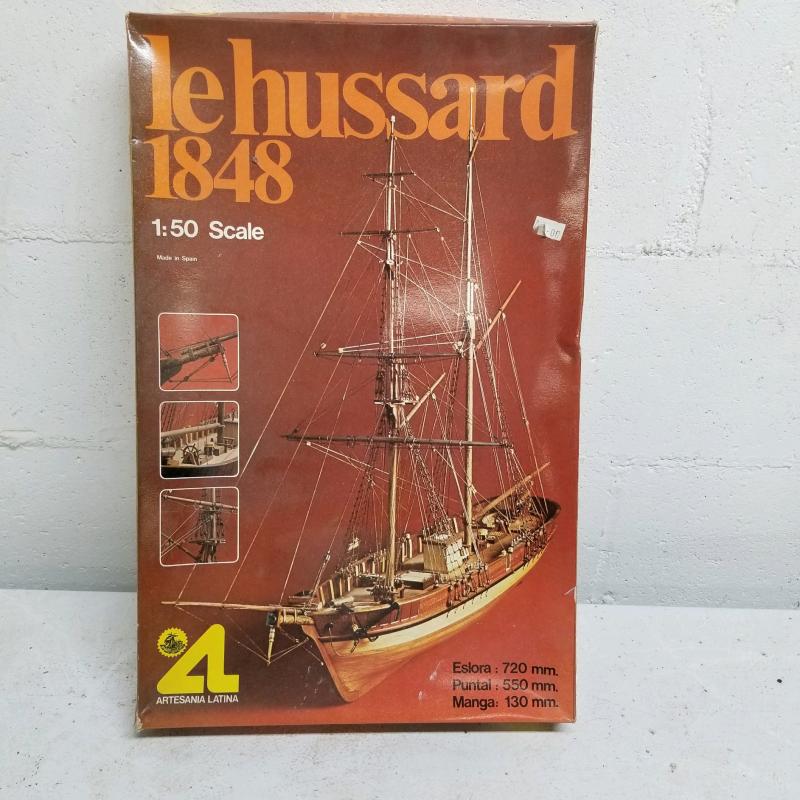 le hussard
1848
1:50 Scale
Made in Spain
ARTESANIA LATINA
Eslora: 720 mm.
Puntal: 550 mm.
Manga: 130 mm.